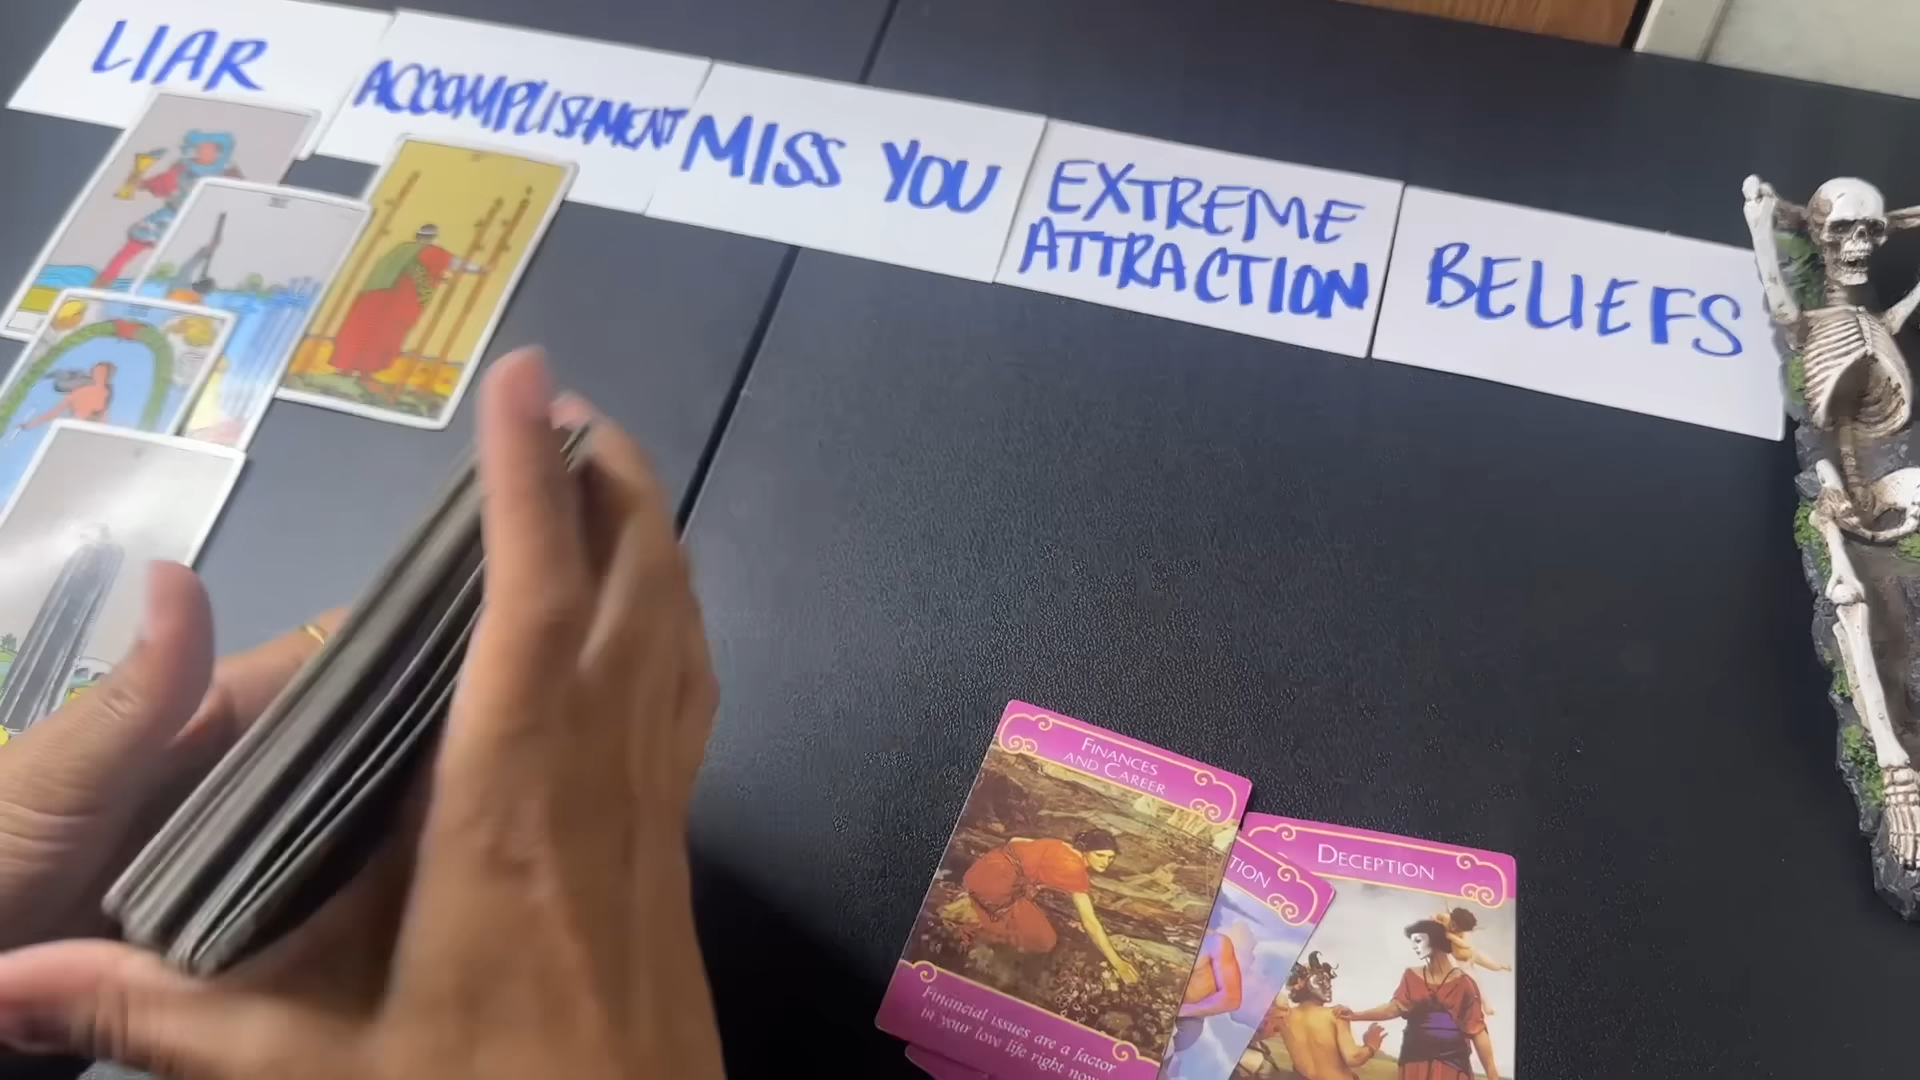 LIAR
ACCOMPLISHMENT
MISS YOU
EXTREME
ATTRACTION
BELIEFS
FINANCES
AND CAREER
Financial issues are a factor
in your love life right now
TION
DECEPTION